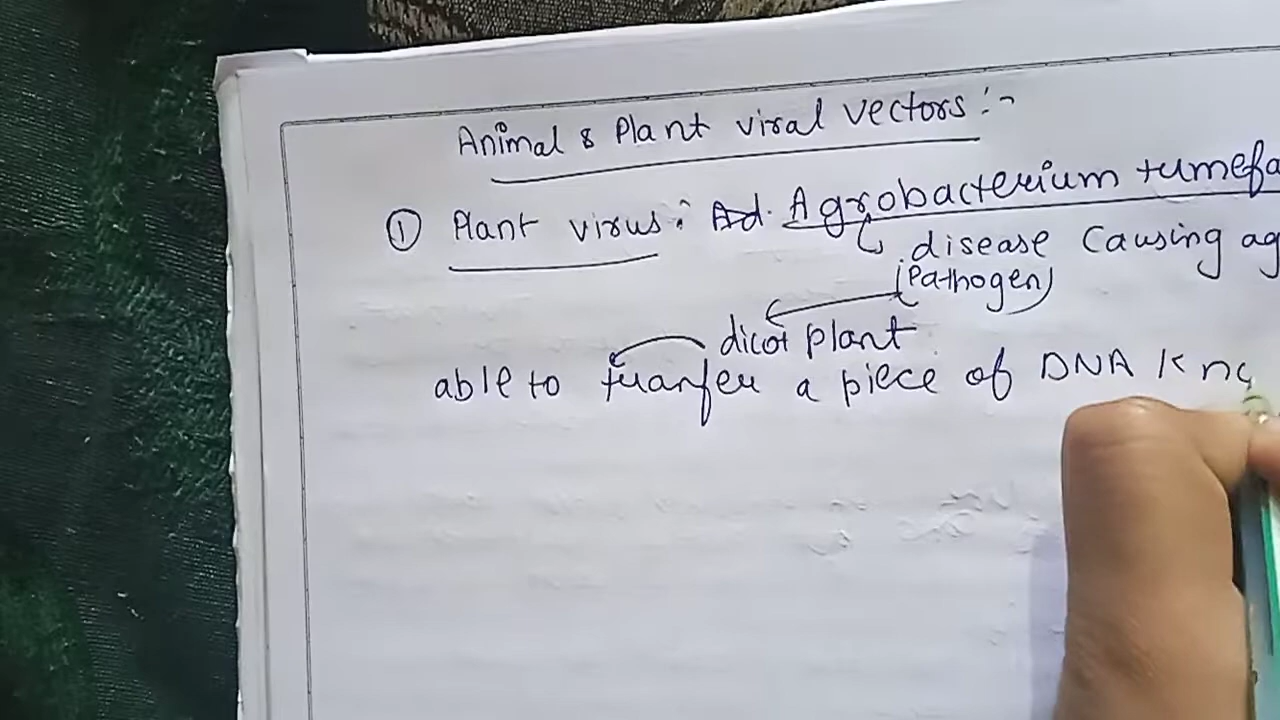 Animal & Plant viral vectors :-
① Plant virus : Ad. Agrobacterium tumefa
disease causing ag
(Pathogen)
dicot plant
able to tranfer a piece of DNA kno